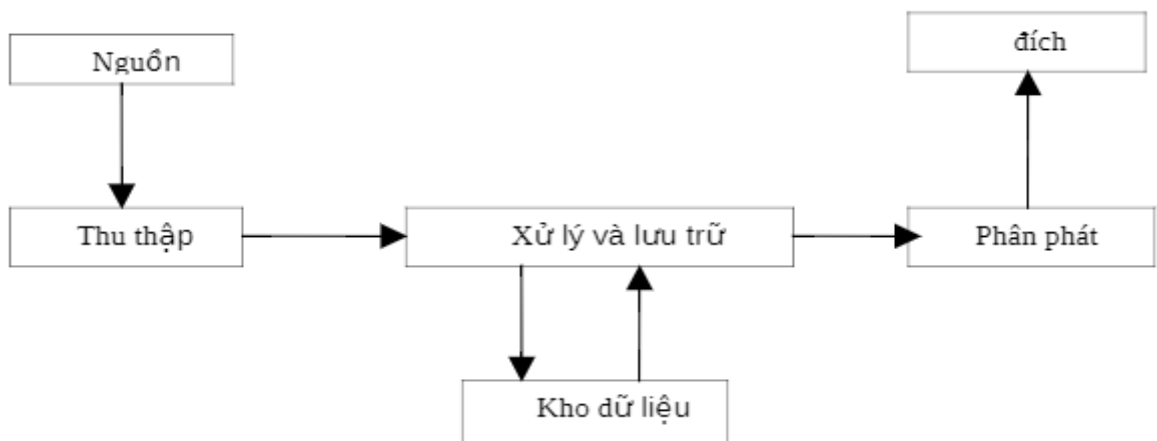 Nguồn
đích
Thu thập
Xử lý và lưu trữ
Phân phát
Kho dữ liệu